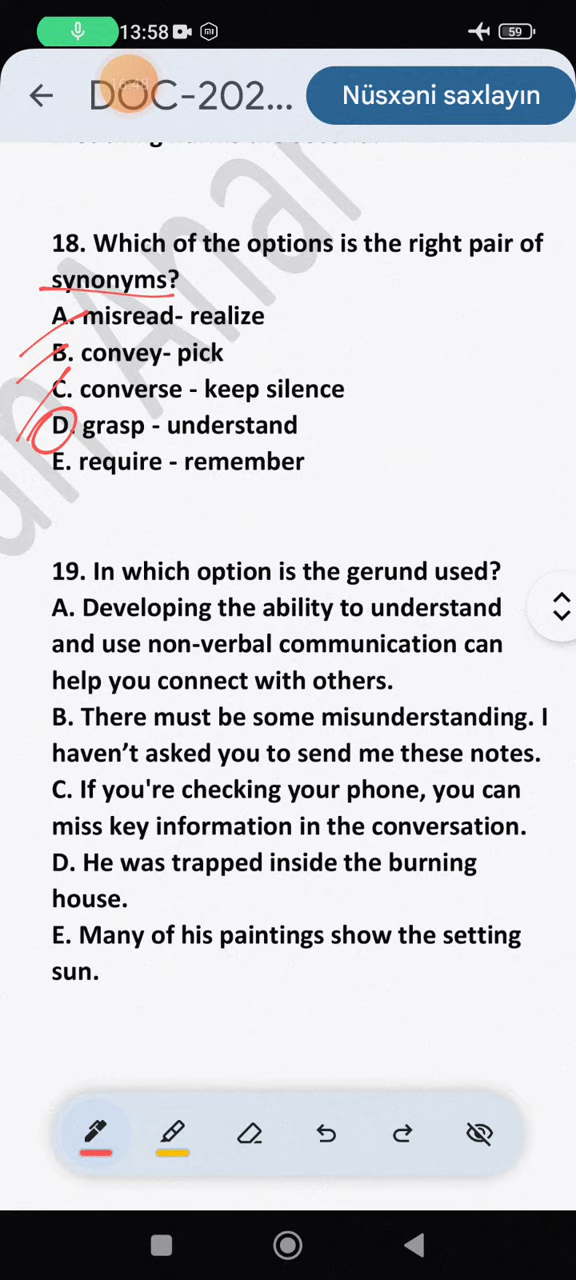 13:58
59
16:48
DOC-202...
Nüsxəni saxlayın
18. Which of the options is the right pair of
synonyms?
A. misread- realize
B. convey- pick
C. converse - keep silence
D. grasp - understand
E. require - remember
19. In which option is the gerund used?
A. Developing the ability to understand
and use non-verbal communication can
help you connect with others.
B. There must be some misunderstanding. I
haven’t asked you to send me these notes.
C. If you're checking your phone, you can
miss key information in the conversation.
D. He was trapped inside the burning
house.
E. Many of his paintings show the setting
sun.